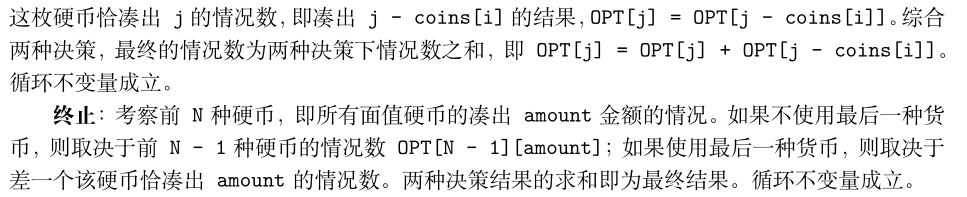 这枚硬币恰凑出 j 的情况数，即凑出 j - coins[i] 的结果，OPT[j] = OPT[j - coins[i]]。综合
两种决策，最终的情况数为两种决策下情况数之和，即 OPT[j] = OPT[j] + OPT[j - coins[i]]。
循环不变量成立。
终止：考察前 N 种硬币，即所有面值硬币的凑出 amount 金额的情况。如果不使用最后一种货
币，则取决于前 N - 1 种硬币的情况数 OPT[N - 1][amount]；如果使用最后一种货币，则取决于
差一个该硬币恰凑出 amount 的情况数。两种决策结果的求和即为最终结果。循环不变量成立。